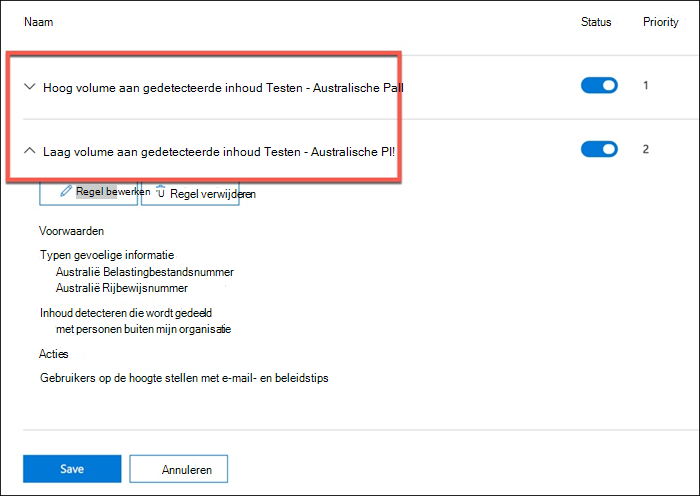 Naam Status Priority
Hoog volume aan gedetecteerde inhoud Testen - Australische Pall 1
Laag volume aan gedetecteerde inhoud Testen - Australische PI! 2
Regel bewerken Regel verwijderen
Voorwaarden
Typen gevoelige informatie
Australië Belastingbestandsnummer
Australië Rijbewijsnummer
Inhoud detecteren die wordt gedeeld
met personen buiten mijn organisatie
Acties
Gebruikers op de hoogte stellen met e-mail- en beleidstips
Save Annuleren